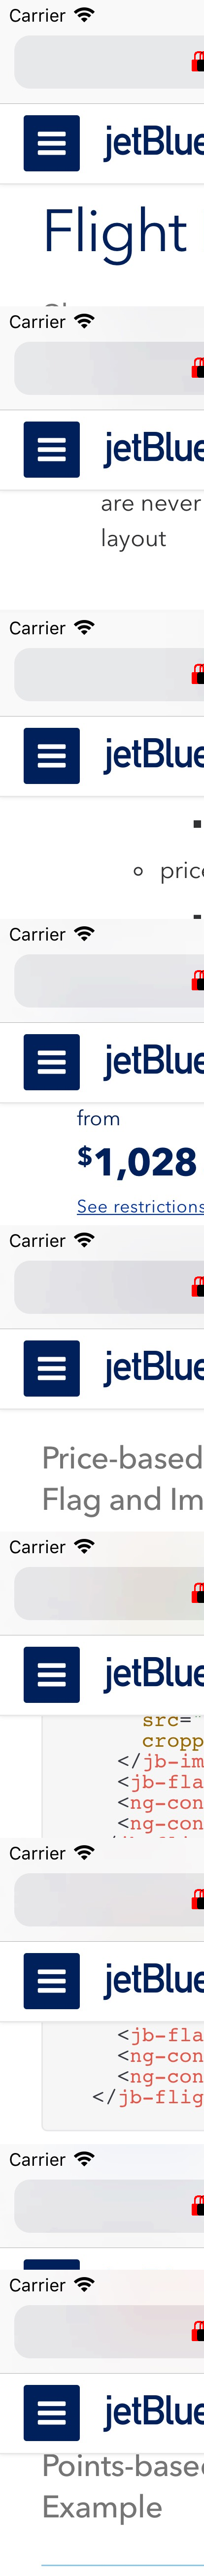 Carrier
jetBlue
Flight
Carrier
jetBlue
are never
layout
Carrier
jetBlue
Carrier
jetBlue
from
$1,028
See restrictions
Carrier
jetBlue
Price-based
Flag and Im
Carrier
jetBlue
src="
cropp
</jb-im
<jb-fla
<ng-con
<ng-con
Carrier
jetBlue
<jb-fla
<ng-con
<ng-con
</jb-flig
Carrier
Carrier
jetBlue
Points-based
Example